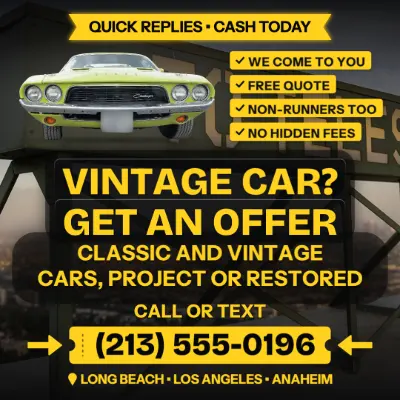 QUICK REPLIES • CASH TODAY
✓ WE COME TO YOU
✓ FREE QUOTE
✓ NON-RUNNERS TOO
✓ NO HIDDEN FEES
VINTAGE CAR?
GET AN OFFER
CLASSIC AND VINTAGE
CARS, PROJECT OR RESTORED
CALL OR TEXT
(213) 555-0196
LONG BEACH • LOS ANGELES • ANAHEIM